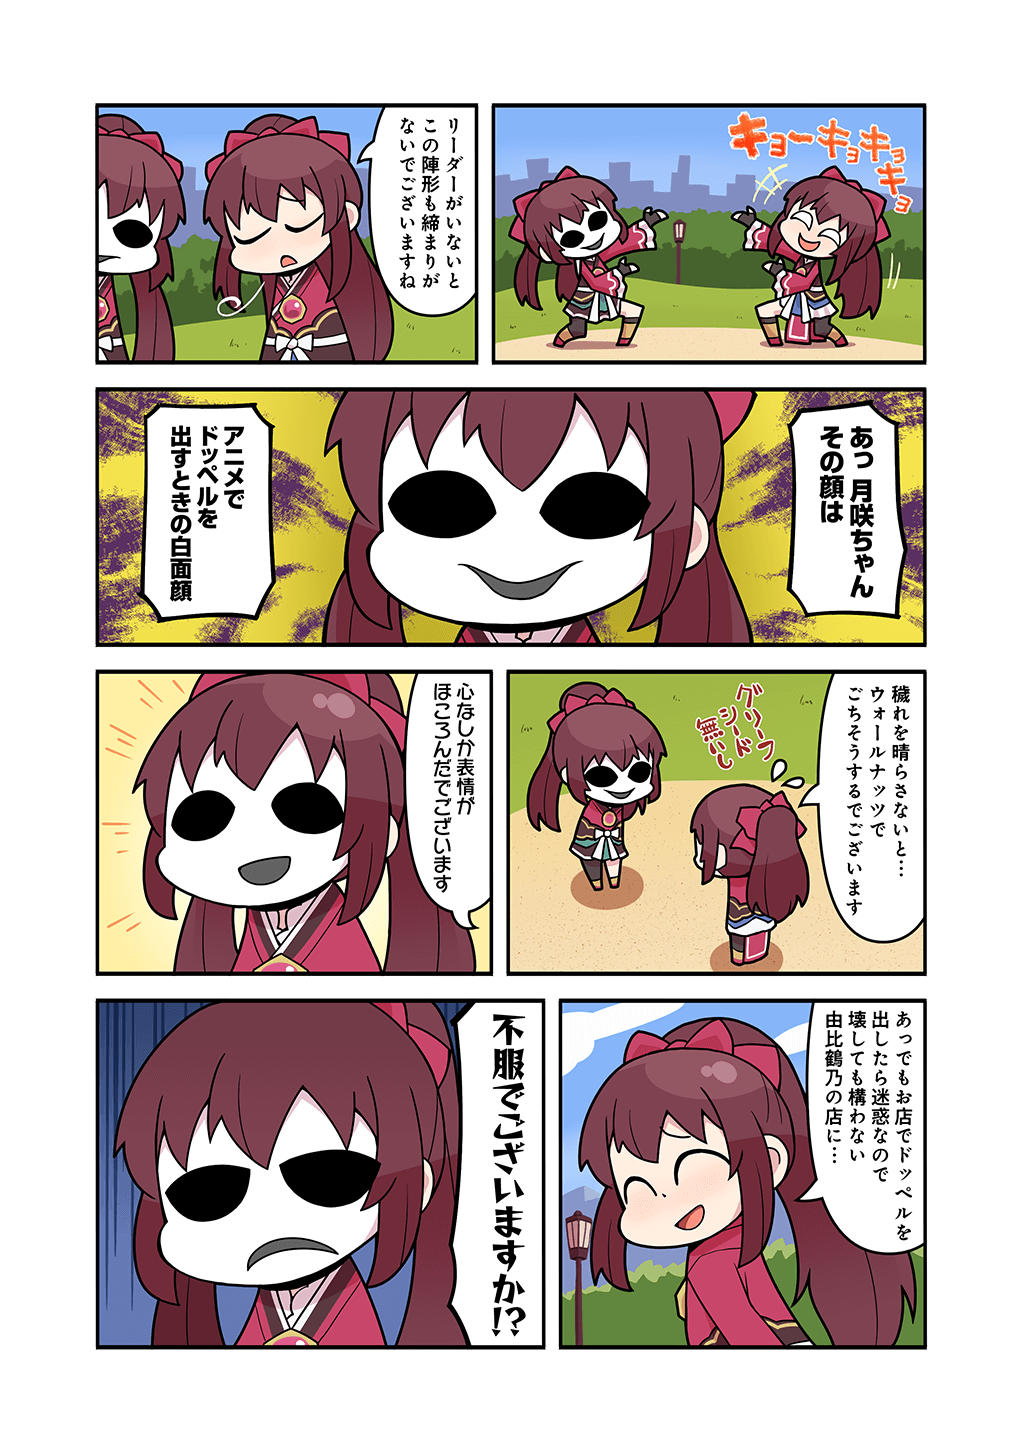 キョーキョキョキョ
リーダーがいないと
この陣形も締まりが
ないでございますね
あっ 月咲ちゃん
その顔は
アニメで
ドッペルを
出すときの白面顔
穢れを晴らさないと…
ウォールナッツで
ごちそうするでございます
グリーフ
シード
無いし
心なしか表情が
ほころんだでございます
あっでもお店でドッペルを
出したら迷惑なので
壊しても構わない
由比鶴乃の店に…
不服でございますか!?